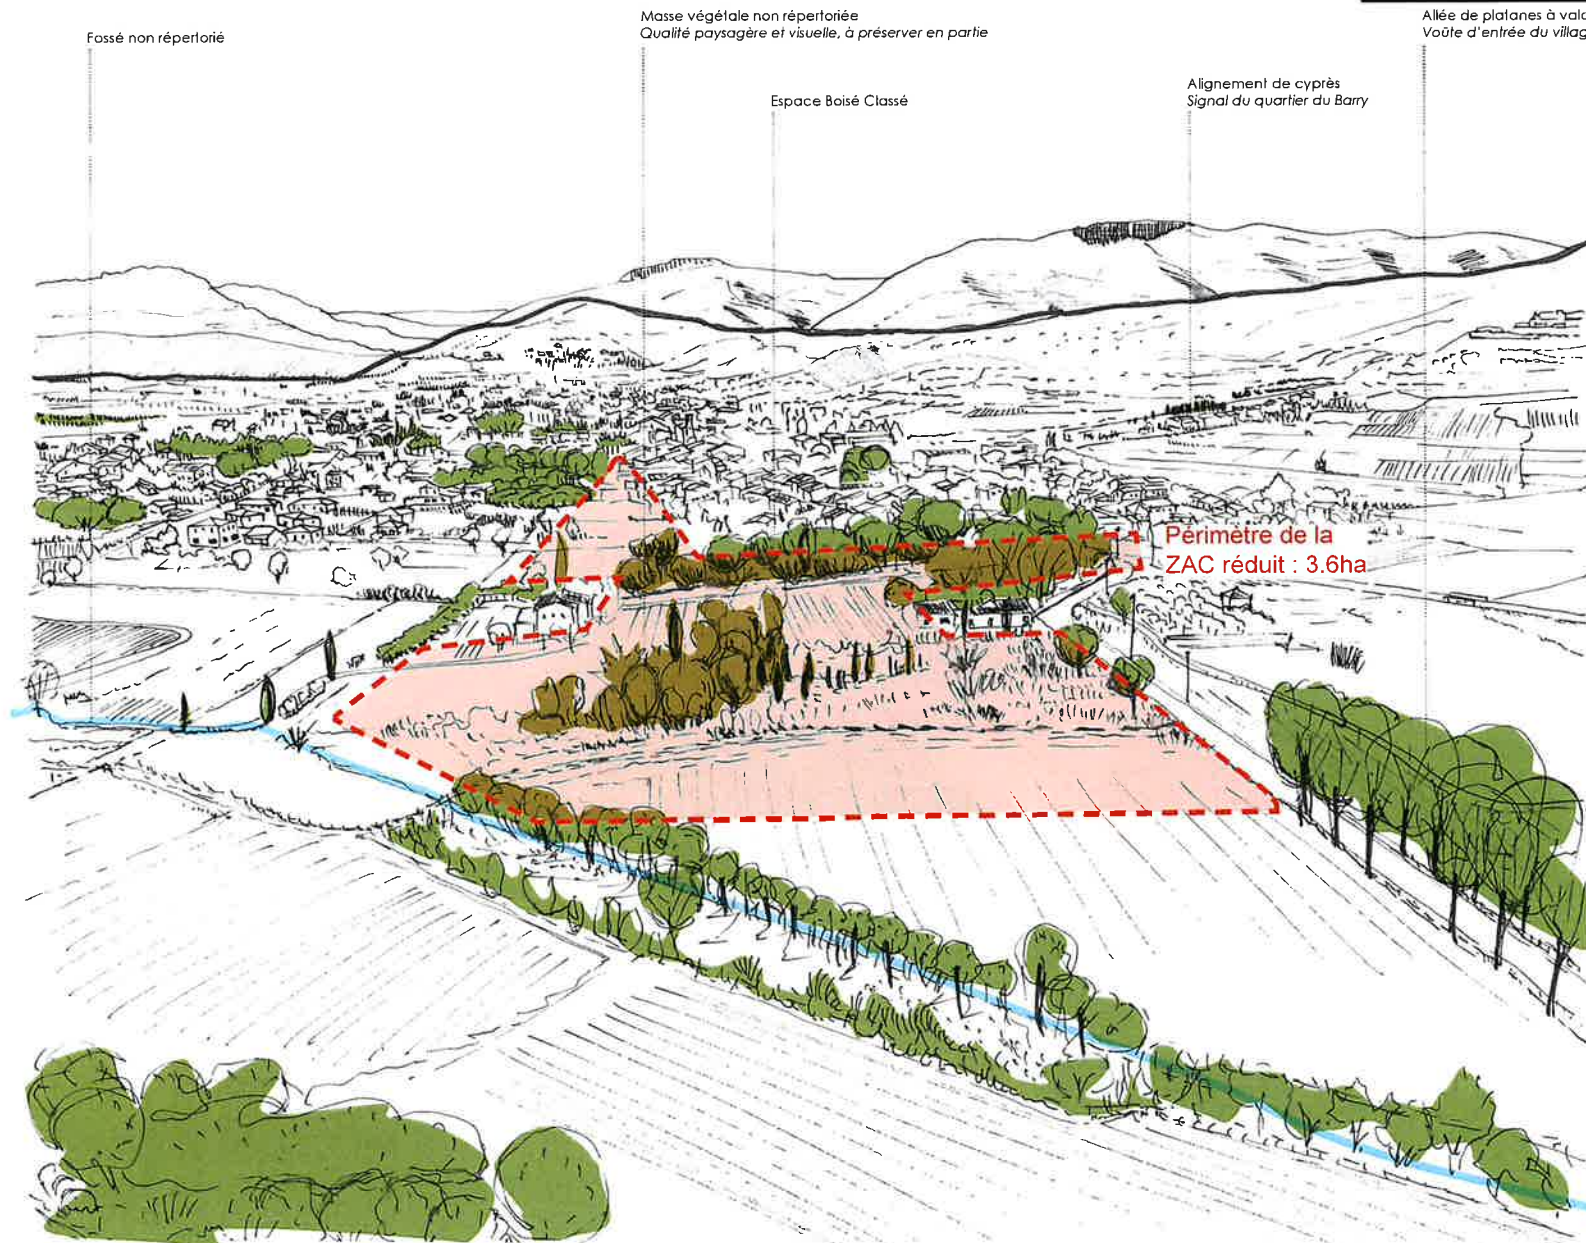 Fossé non répertorié
Masse végétale non répertoriée
Qualité paysagère et visuelle, à préserver en partie
Espace Boisé Classé
Alignement de cyprès
Signal du quartier du Barry
Allée de platanes à
Voûte d'entrée du
Périmètre de la
ZAC réduit : 3.6ha